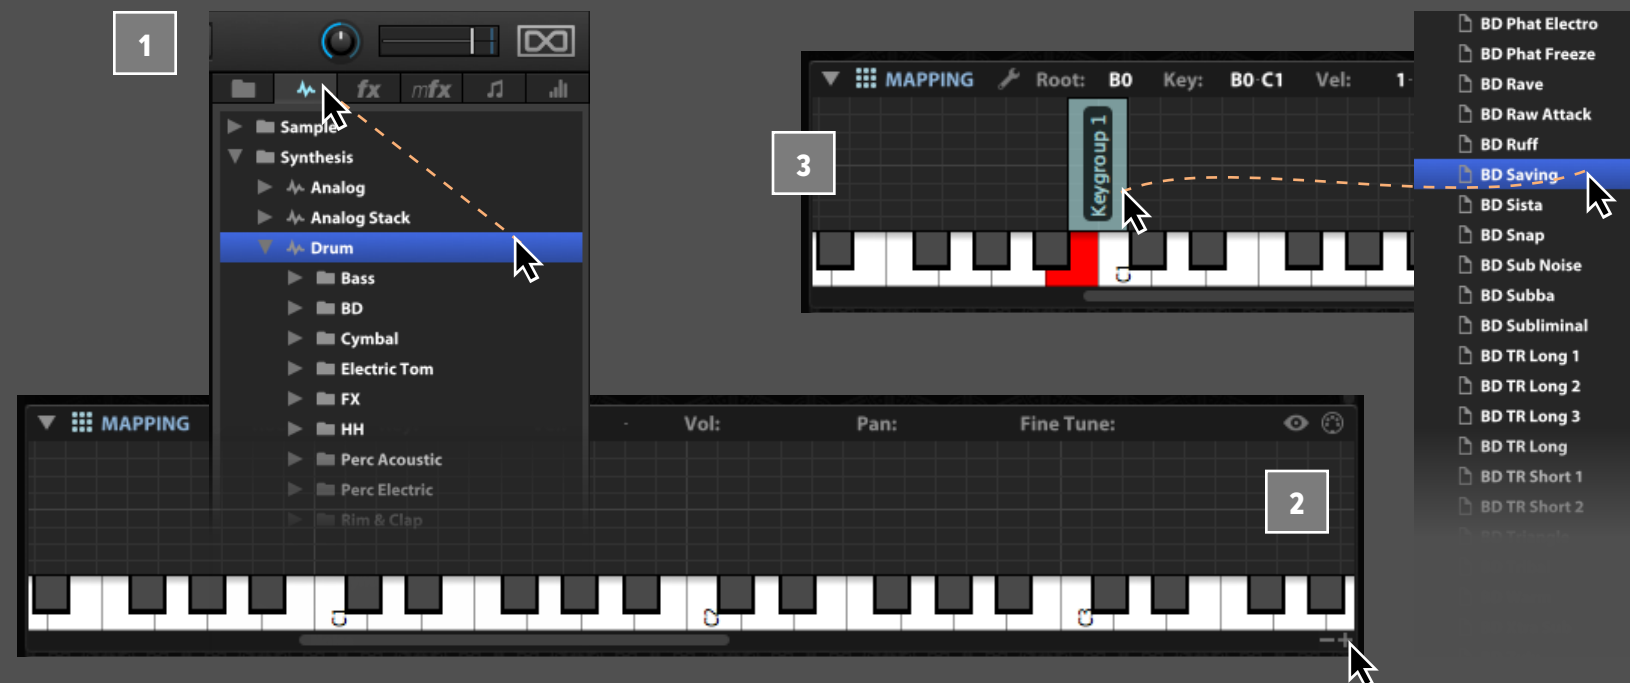 1
fx
mfx
Sample
Synthesis
Analog
Analog Stack
Drum
Bass
BD
Cymbal
Electric Tom
FX
HH
Perc Acoustic
Perc Electric
Rim & Clap
MAPPING
Vol:
Pan:
Fine Tune:
2
C1
C2
C3
3
MAPPING
Root: B0
Key: B0-C1
Vel: 1-
Keygroup 1
C1
BD Phat Electro
BD Phat Freeze
BD Rave
BD Raw Attack
BD Ruff
BD Saving
BD Sista
BD Snap
BD Sub Noise
BD Subba
BD Subliminal
BD TR Long 1
BD TR Long 2
BD TR Long 3
BD TR Long
BD TR Short 1
BD TR Short 2